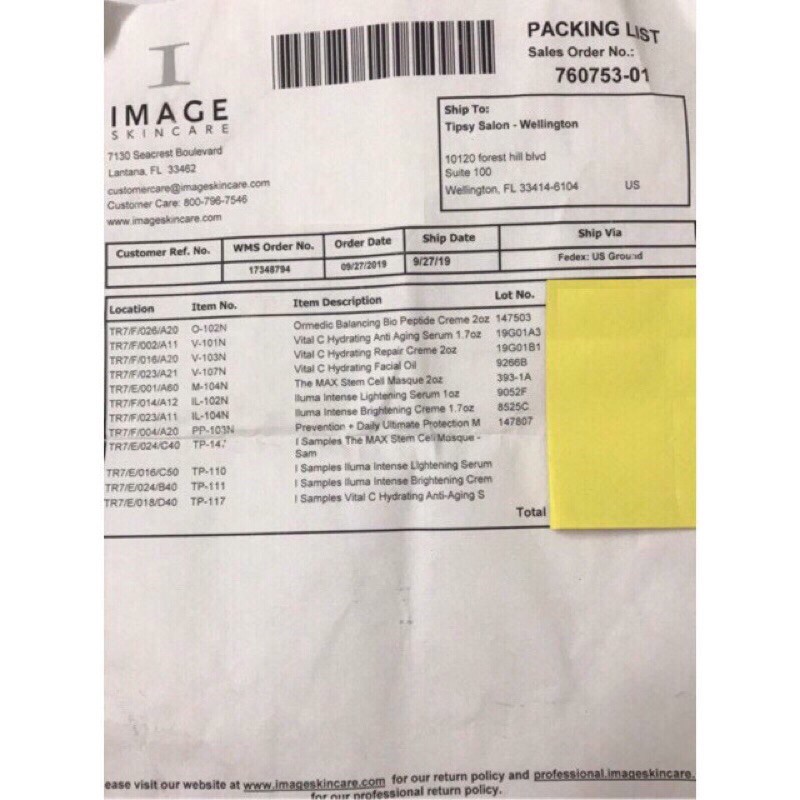 PACKING LIST
Sales Order No.:
760753-01
I
IMAGE
SKINCARE
7130 Seacrest Boulevard
Lantana, FL 33462
customercare@imageskincare.com
Customer Care: 800-796-7546
www.imageskincare.com
Ship To:
Tipsy Salon - Wellington
10120 forest hill blvd
Suite 100
Wellington, FL 33414-6104 US
Customer Ref. No. WMS Order No. Order Date Ship Date Ship Via
17348794 09/27/2019 9/27/19 Fedex: US Ground
Location Item No. Item Description Lot No.
TR7/F/026/A20 O-102N Ormedic Balancing Bio Peptide Creme 2oz 147503
TR7/F/002/A11 V-101N Vital C Hydrating Anti Aging Serum 1.7oz 19G01A3
TR7/F/016/A20 V-103N Vital C Hydrating Repair Creme 2oz 19G01B1
TR7/F/023/A21 V-107N Vital C Hydrating Facial Oil 9266B
TR7/E/001/A60 M-104N The MAX Stem Cell Masque 2oz 393-1A
TR7/F/014/A12 IL-102N Iluma Intense Lightening Serum 1oz 9052F
TR7/F/023/A11 IL-104N Iluma Intense Brightening Creme 1.7oz 8525C
TR7/F/004/A20 PP-103N Prevention + Daily Ultimate Protection M 147807
TR7/E/024/C40 I Samples The MAX Stem Cell Masque -
Sam
TR7/E/016/C50 TP-110 I Samples Iluma Intense Lightening Serum
TR7/E/024/B40 TP-111 I Samples Iluma Intense Brightening Crem
TR7/E/018/D40 TP-117 I Samples Vital C Hydrating Anti-Aging S
Total
ease visit our website at www.imageskincare.com for our return policy and professional.imageskincare.
for our professional return policy.